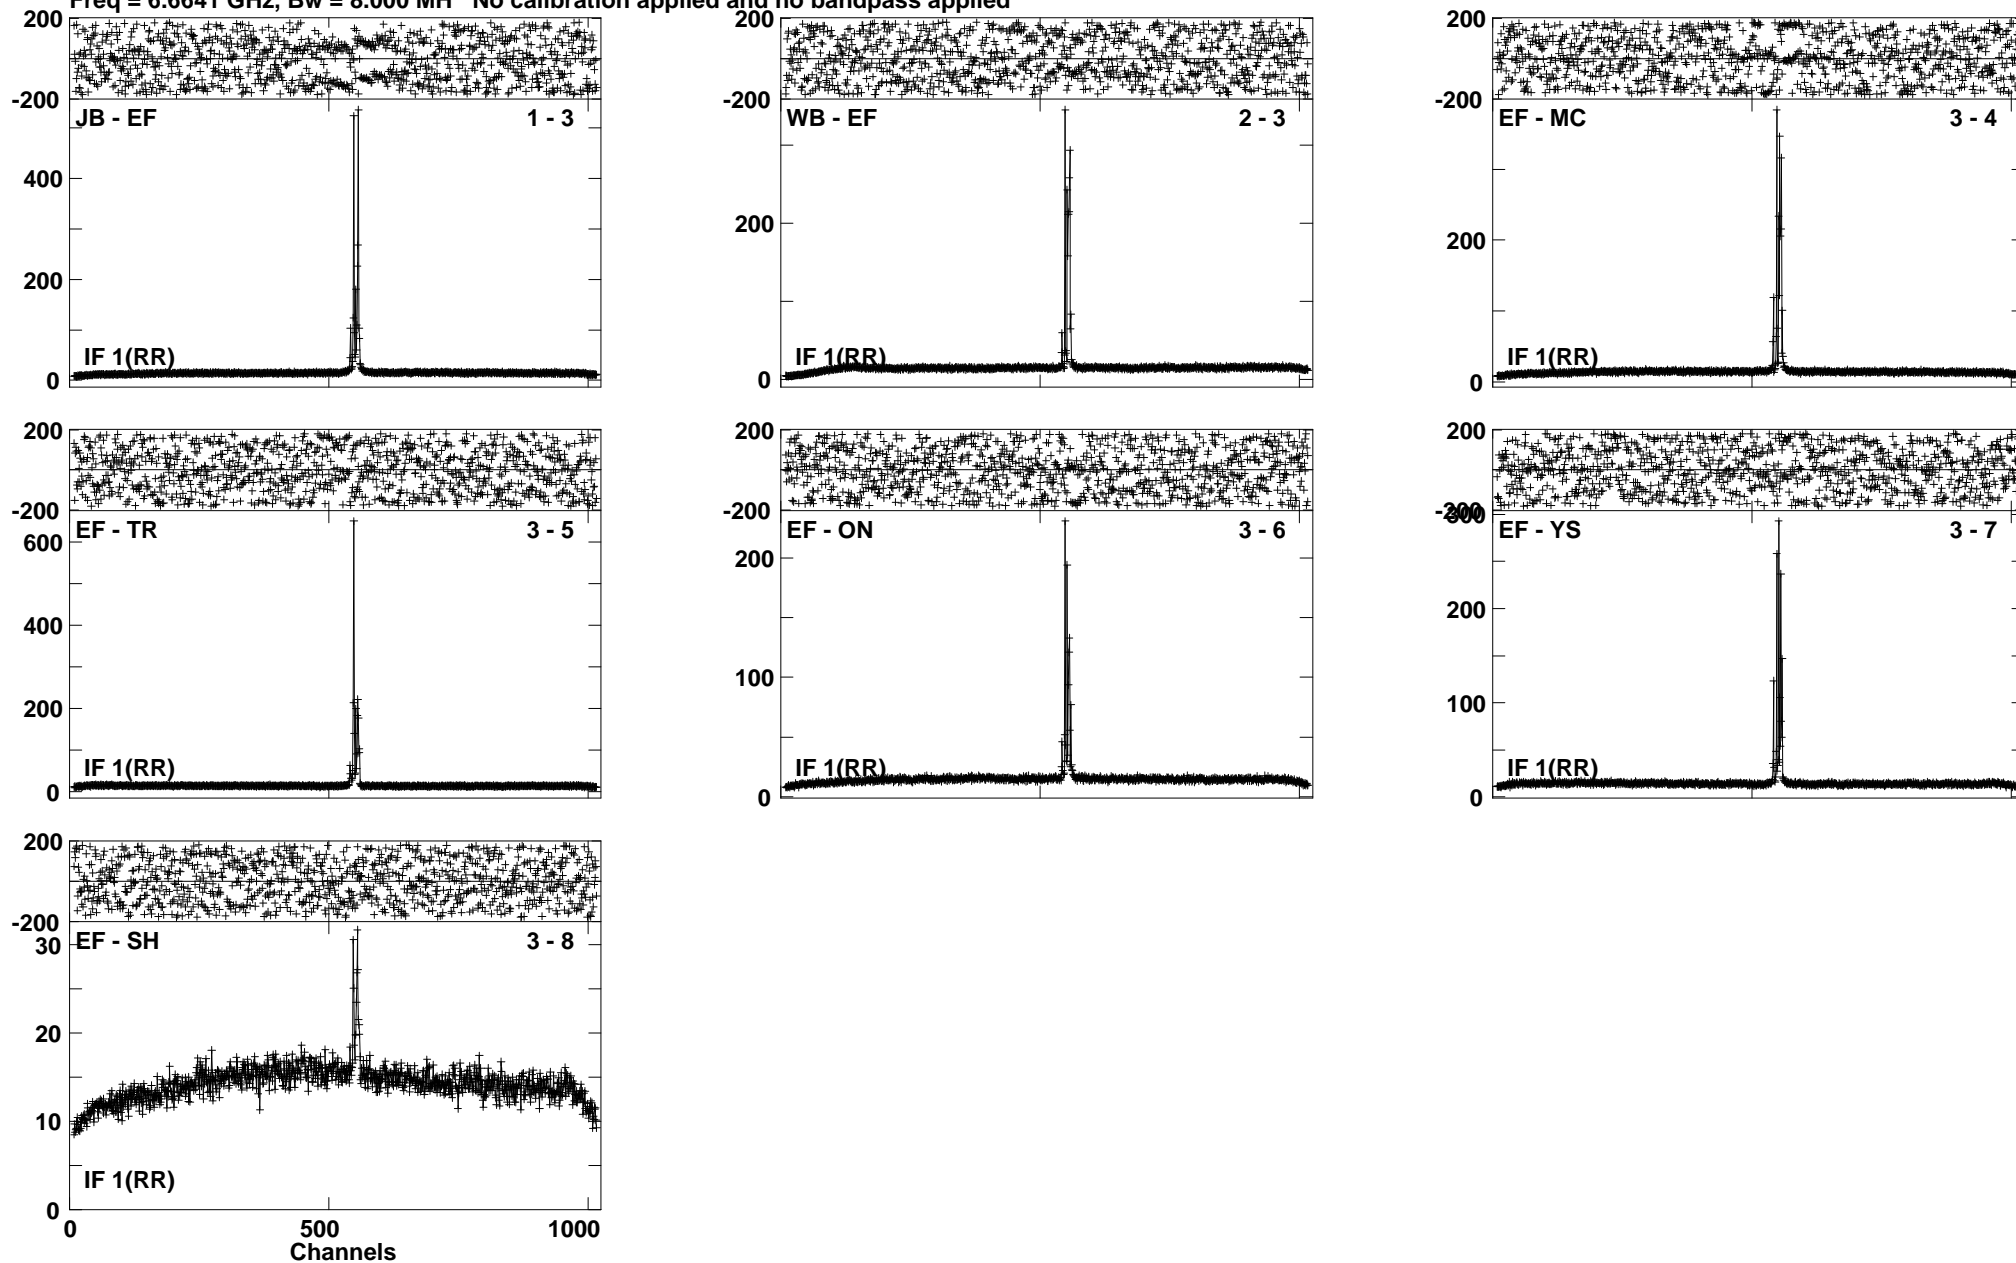 Freq = 6.6641 GHz, Bw = 8.000 MH No calibration applied and no bandpass applied
200
-200
JB - EF 1 - 3
400
200
0
IF 1(RR)
200
-200
WB - EF 2 - 3
200
0
IF 1(RR)
200
-200
EF - MC 3 - 4
200
0
IF 1(RR)
200
-200
EF - TR 3 - 5
600
400
200
0
IF 1(RR)
200
-200
EF - ON 3 - 6
200
100
0
IF 1(RR)
200
-200
300
EF - YS 3 - 7
200
100
0
IF 1(RR)
200
-200
EF - SH 3 - 8
30
20
10
0
IF 1(RR)
0 500 1000
Channels